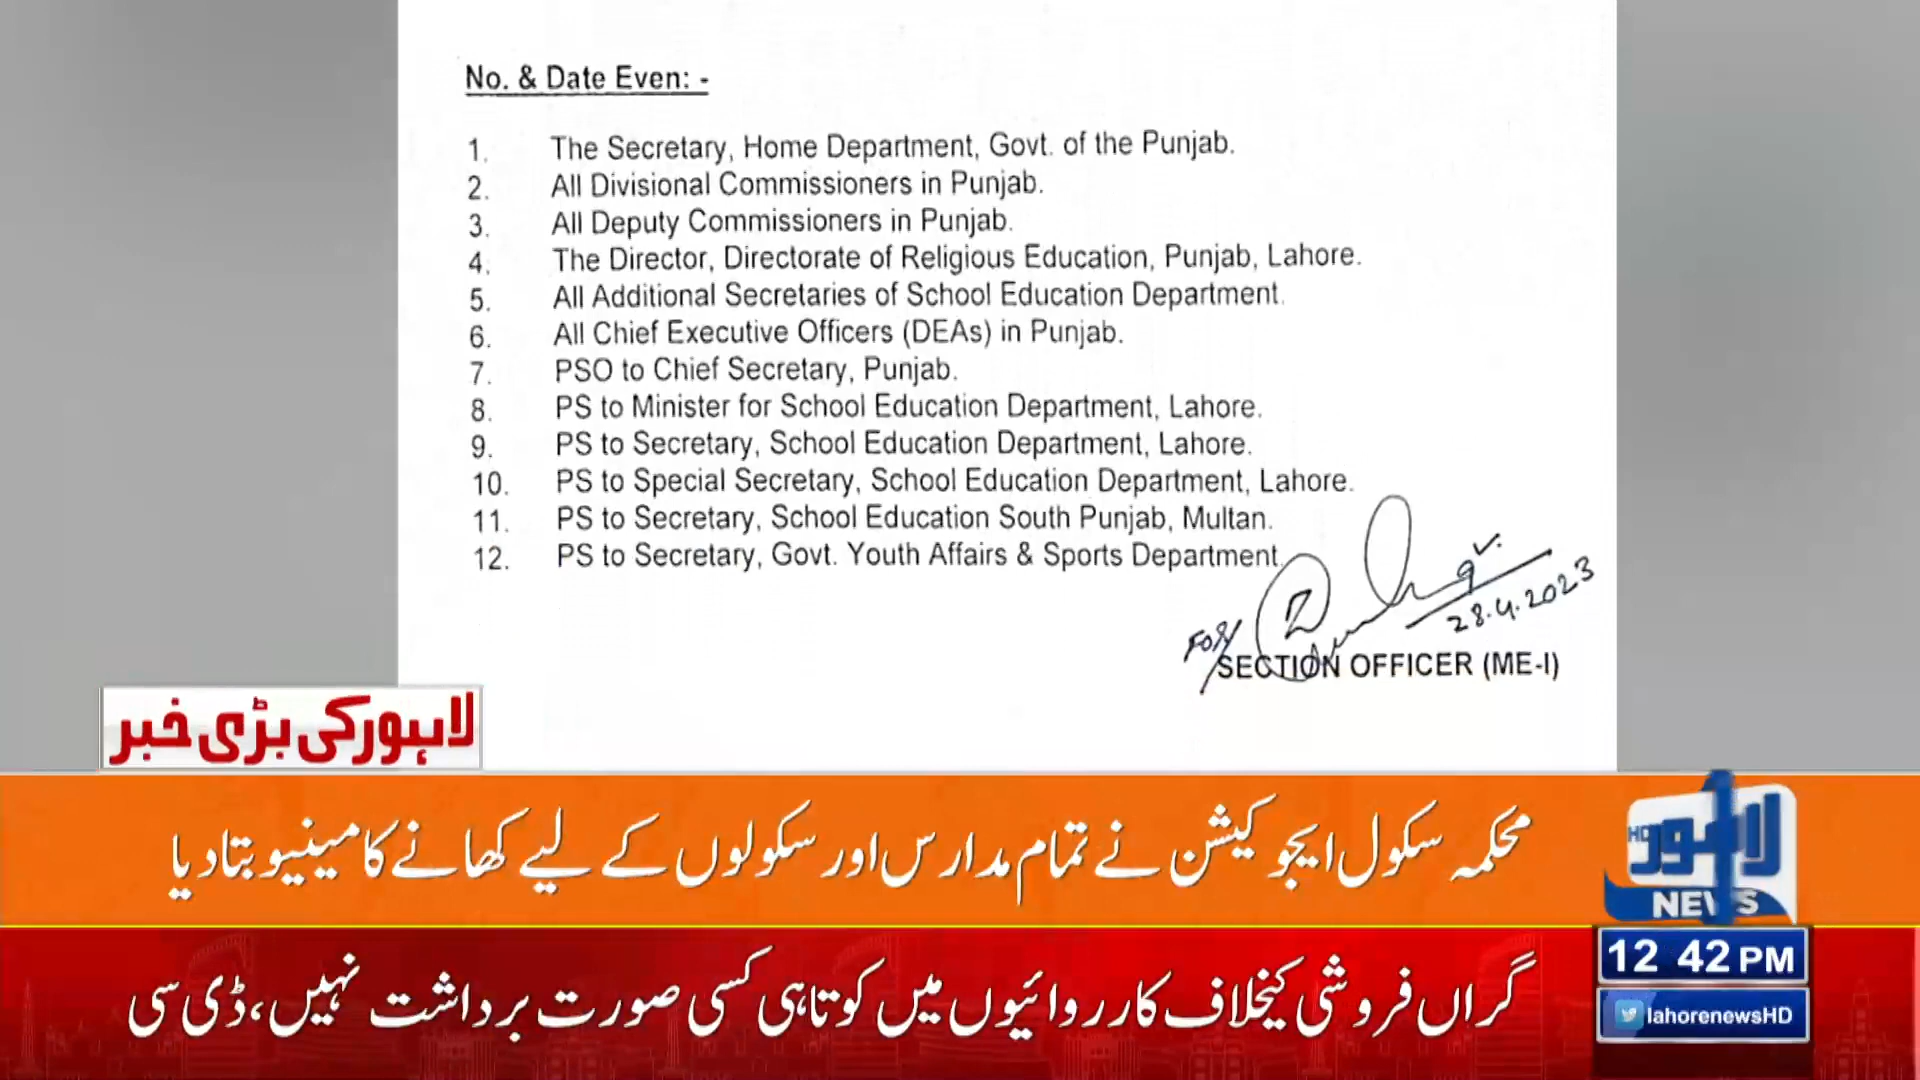 No. & Date Even: -
1. The Secretary, Home Department, Govt. of the Punjab.
2. All Divisional Commissioners in Punjab.
3. All Deputy Commissioners in Punjab.
4. The Director, Directorate of Religious Education, Punjab, Lahore.
5. All Additional Secretaries of School Education Department.
6. All Chief Executive Officers (DEAs) in Punjab.
7. PSO to Chief Secretary, Punjab.
8. PS to Minister for School Education Department, Lahore.
9. PS to Secretary, School Education Department, Lahore.
10. PS to Special Secretary, School Education Department, Lahore.
11. PS to Secretary, School Education South Punjab, Multan.
12. PS to Secretary, Govt. Youth Affairs & Sports Department.
28.4.2023
FOR/
SECTION OFFICER (ME-I)
لاہور کی بڑی خبر
محکمہ سکول ایجوکیشن نے تمام مدارس اور سکولوں کے لیے کھانے کا مینیو بتا دیا
لاہور
HD
NEWS
گراں فروشی کیخلاف کارروائیوں میں کوتاہی کسی صورت برداشت نہیں، ڈی سی
12 42 PM
lahorenewsHD